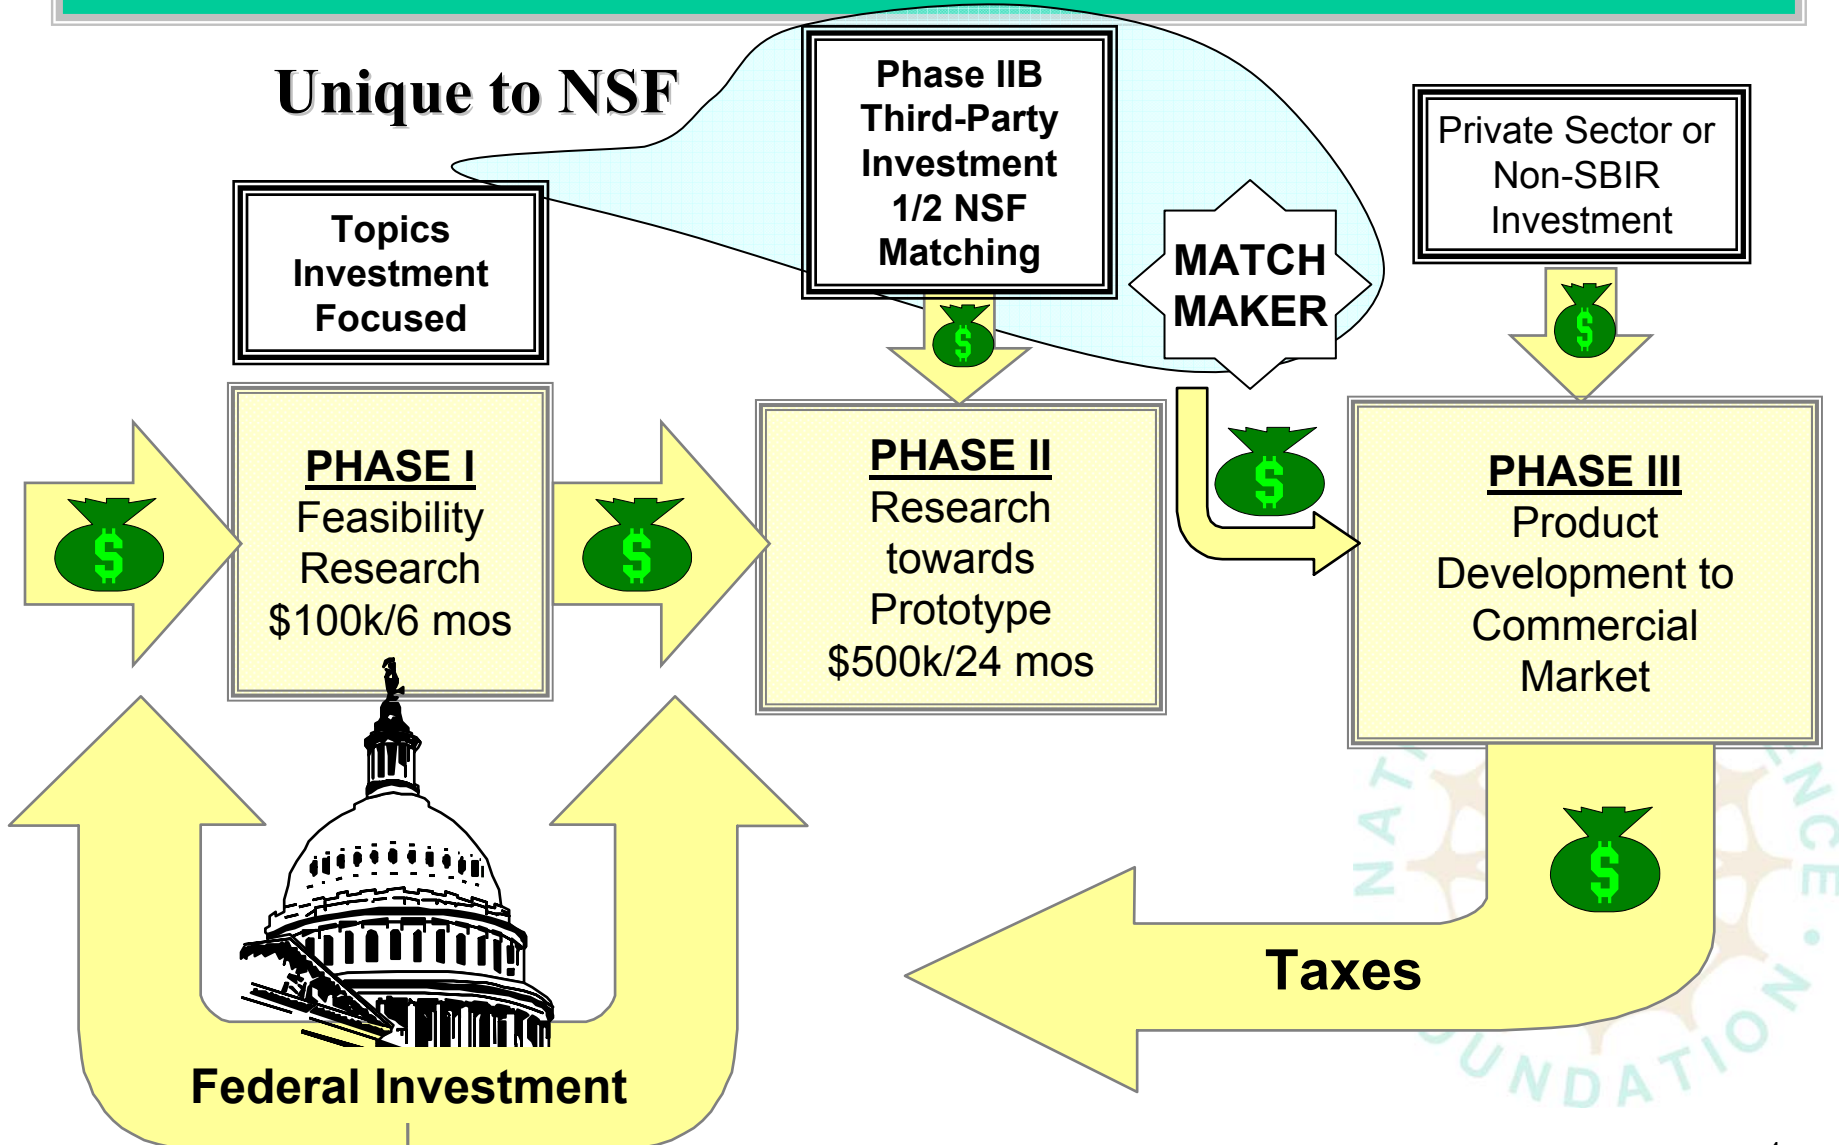 Unique to NSF
Phase IIB
Third-Party
Investment
1/2 NSF
Matching
Private Sector or
Non-SBIR
Investment
Topics
Investment
Focused
MATCH
MAKER
PHASE I
Feasibility
Research
$100k/6 mos
PHASE II
Research
towards
Prototype
$500k/24 mos
PHASE III
Product
Development to
Commercial
Market
Taxes
Federal Investment